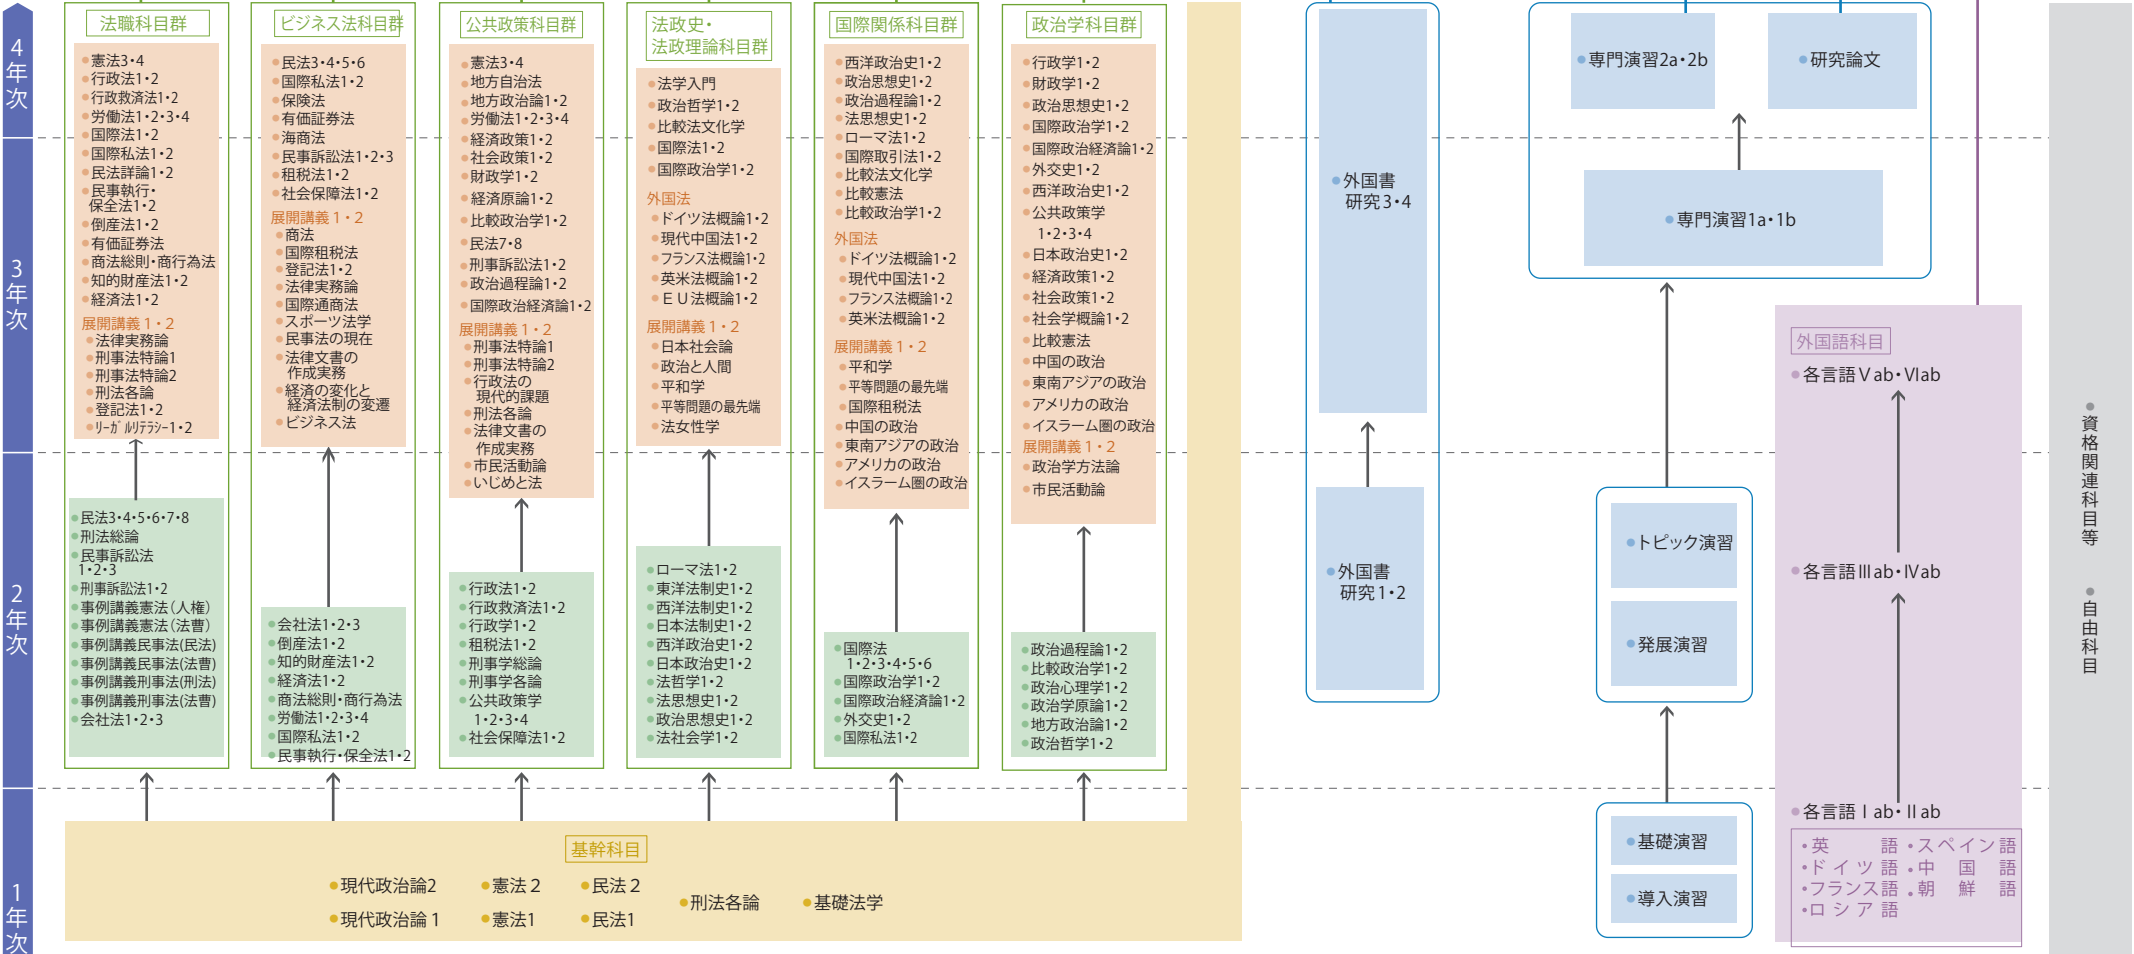 4年次
3年次
2年次
1年次
法職科目群
●憲法3・4
●行政法1・2
●行政救済法1・2
●労働法1・2・3・4
●国際法1・2
●国際私法1・2
●民法詳論1・2
●民事執行・
保全法1・2
●倒産法1・2
●有価証券法
●商法総則・商行為法
●知的財産法1・2
●経済法1・2
展開講義1・2
●法律実務論
●刑事法特論1
●刑事法特論2
●刑法各論
●登記法1・2
●ﾘｰｶﾞﾙﾘﾃﾗｼｰ1・2
●民法3・4・5・6・7・8
●刑法総論
●民事訴訟法
1・2・3
●刑事訴訟法1・2
●事例講義憲法(人権)
●事例講義憲法(法曹)
●事例講義民事法(民法)
●事例講義民事法(法曹)
●事例講義刑事法(刑法)
●事例講義刑事法(法曹)
●会社法1・2・3
ビジネス法科目群
●民法3・4・5・6
●国際私法1・2
●保険法
●有価証券法
●海商法
●民事訴訟法1・2・3
●租税法1・2
●社会保障法1・2
展開講義1・2
●商法
●国際租税法
●登記法1・2
●法律実務論
●国際通商法
●スポーツ法学
●民事法の現在
●法律文書の
作成実務
●経済の変化と
経済法制の変遷
●ビジネス法
●会社法1・2・3
●倒産法1・2
●知的財産法1・2
●経済法1・2
●商法総則・商行為法
●労働法1・2・3・4
●国際私法1・2
●民事執行・保全法1・2
公共政策科目群
●憲法3・4
●地方自治法
●地方政治論1・2
●労働法1・2・3・4
●経済政策1・2
●社会政策1・2
●財政学1・2
●経済原論1・2
●比較政治学1・2
●民法7・8
●刑事訴訟法1・2
●政治過程論1・2
●国際政治経済論1・2
展開講義1・2
●刑事法特論1
●刑事法特論2
●行政法の
現代的課題
●刑法各論
●法律文書の
作成実務
●市民活動論
●いじめと法
●行政法1・2
●行政救済法1・2
●行政学1・2
●租税法1・2
●刑事学総論
●刑事学各論
●公共政策学
1・2・3・4
●社会保障法1・2
法政史・
法政理論科目群
●法学入門
●政治哲学1・2
●比較法文化学
●国際法1・2
●国際政治学1・2
外国法
●ドイツ法概論1・2
●現代中国法1・2
●フランス法概論1・2
●英米法概論1・2
●ＥＵ法概論1・2
展開講義1・2
●日本社会論
●政治と人間
●平和学
●平等問題の最先端
●法女性学
●ローマ法1・2
●東洋法制史1・2
●西洋法制史1・2
●日本法制史1・2
●西洋政治史1・2
●日本政治史1・2
●法哲学1・2
●法思想史1・2
●政治思想史1・2
●法社会学1・2
国際関係科目群
●西洋政治史1・2
●政治思想史1・2
●政治過程論1・2
●法思想史1・2
●ローマ法1・2
●国際取引法1・2
●比較法文化学
●比較憲法
●比較政治学1・2
外国法
●ドイツ法概論1・2
●現代中国法1・2
●フランス法概論1・2
●英米法概論1・2
展開講義1・2
●平和学
●平等問題の最先端
●国際租税法
●中国の政治
●東南アジアの政治
●アメリカの政治
●イスラーム圏の政治
●国際法
1・2・3・4・5・6
●国際政治学1・2
●国際政治経済論1・2
●外交史1・2
●国際私法1・2
政治学科目群
●行政学1・2
●財政学1・2
●政治思想史1・2
●国際政治学1・2
●国際政治経済論1・2
●外交史1・2
●西洋政治史1・2
●公共政策学
1・2・3・4
●日本政治史1・2
●経済政策1・2
●社会政策1・2
●社会学概論1・2
●比較憲法
●中国の政治
●東南アジアの政治
●アメリカの政治
●イスラーム圏の政治
展開講義1・2
●政治学方法論
●市民活動論
●政治過程論1・2
●比較政治学1・2
●政治心理学1・2
●政治学原論1・2
●地方政治論1・2
●政治哲学1・2
基幹科目
●現代政治論2
●憲法２
●民法２
●刑法各論
●基礎法学
●現代政治論１
●憲法1
●民法1
●外国書
研究3・4
●外国書
研究1・2
●専門演習2a・2b
●研究論文
●専門演習1a・1b
●トピック演習
●発展演習
●基礎演習
●導入演習
外国語科目
●各言語Ⅴab・Ⅵab
●各言語Ⅲab・Ⅳab
●各言語Ⅰab・Ⅱab
・英語 ・スペイン語
・ドイツ語 ・中国語
・フランス語 ・朝鮮語
・ロシア語
●資格関連科目等
●自由科目